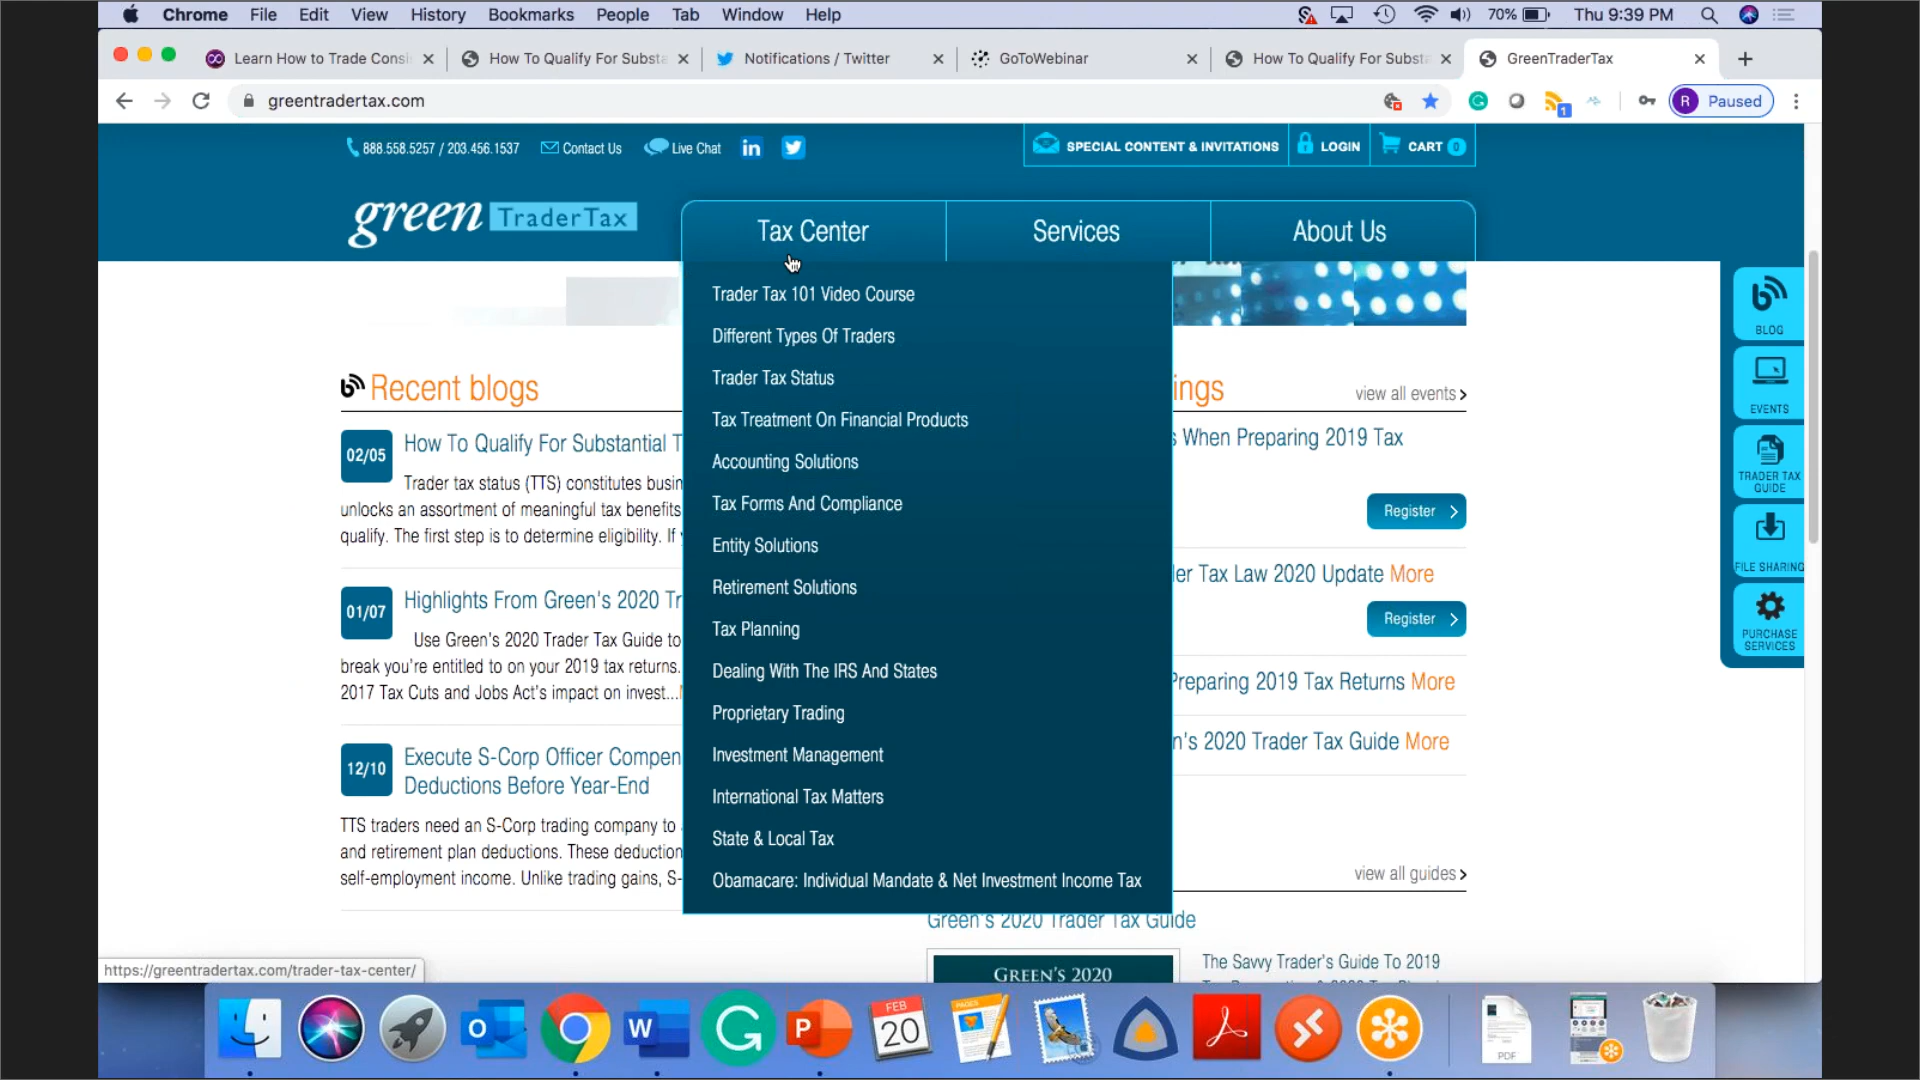 Chrome File Edit View History Bookmarks People Tab Window Help 70% Thu 9:39 PM
Learn How to Trade Consi
How To Qualify For Substa
Notifications / Twitter
GoToWebinar
How To Qualify For Substa
GreenTraderTax
greentradertax.com
1
R Paused
888.558.5257 / 203.456.1537 Contact Us Live Chat in
SPECIAL CONTENT & INVITATIONS LOGIN CART 0
green TraderTax
Tax Center Services About Us
Trader Tax 101 Video Course
Different Types Of Traders
Trader Tax Status
Tax Treatment On Financial Products
Accounting Solutions
Tax Forms And Compliance
Entity Solutions
Retirement Solutions
Tax Planning
Dealing With The IRS And States
Proprietary Trading
Investment Management
International Tax Matters
State & Local Tax
Obamacare: Individual Mandate & Net Investment Income Tax
Recent blogs
02/05
How To Qualify For Substantial T
Trader tax status (TTS) constitutes busin
unlocks an assortment of meaningful tax benefits
qualify. The first step is to determine eligibility. If
01/07
Highlights From Green's 2020 Tr
Use Green's 2020 Trader Tax Guide to
break you're entitled to on your 2019 tax returns.
2017 Tax Cuts and Jobs Act's impact on invest...
12/10
Execute S-Corp Officer Compen
Deductions Before Year-End
TTS traders need an S-Corp trading company to
and retirement plan deductions. These deduction
self-employment income. Unlike trading gains, S-
ings
view all events
s When Preparing 2019 Tax
Register
er Tax Law 2020 Update More
Register
Preparing 2019 Tax Returns More
n's 2020 Trader Tax Guide More
view all guides
Green's 2020 Trader Tax Guide
GREEN'S 2020
The Savvy Trader's Guide To 2019
BLOG
EVENTS
TRADER TAX
GUIDE
FILE SHARING
PURCHASE
SERVICES
https://greentradertax.com/trader-tax-center/
FEB
20
PAGES
PDF